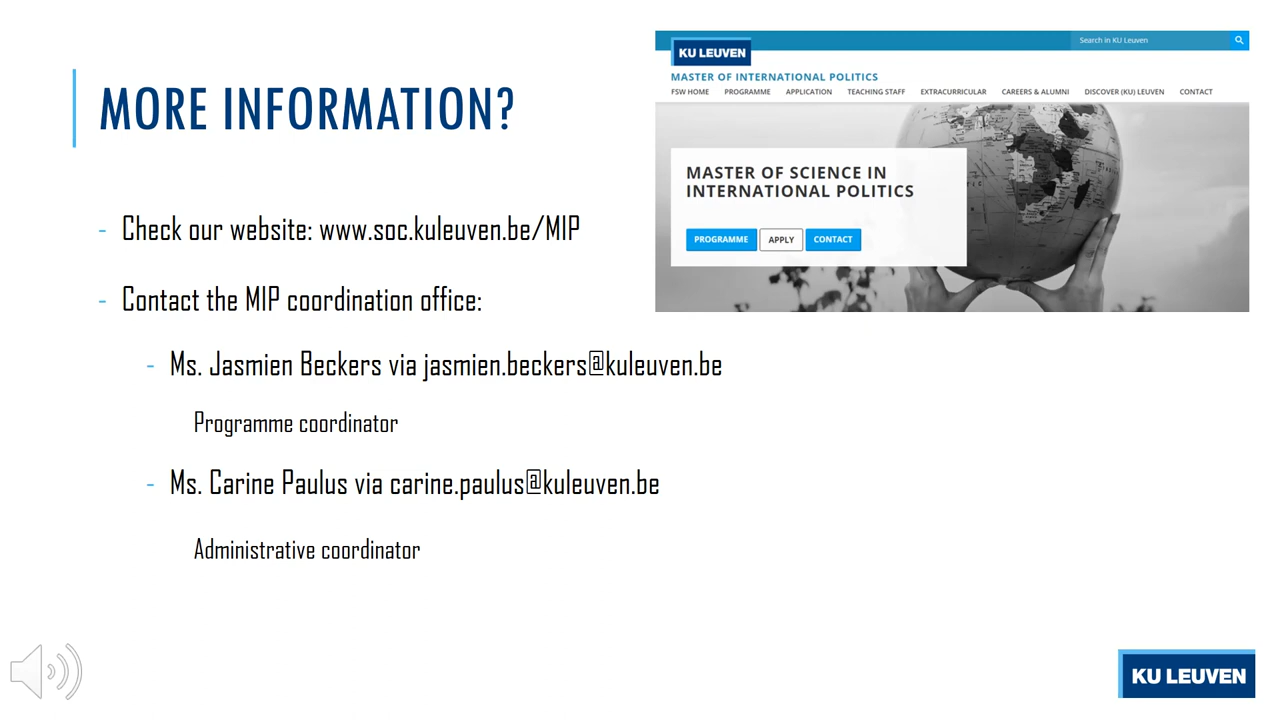 MORE INFORMATION?
- Check our website: www.soc.kuleuven.be/MIP
- Contact the MIP coordination office:
- Ms. Jasmien Beckers via jasmien.beckers@kuleuven.be
Programme coordinator
- Ms. Carine Paulus via carine.paulus@kuleuven.be
Administrative coordinator
Search in KU Leuven
KU LEUVEN
MASTER OF INTERNATIONAL POLITICS
FSW HOME PROGRAMME APPLICATION TEACHING STAFF EXTRACURRICULAR CAREERS & ALUMNI DISCOVER (KU) LEUVEN CONTACT
MASTER OF SCIENCE IN
INTERNATIONAL POLITICS
PROGRAMME APPLY CONTACT
KU LEUVEN